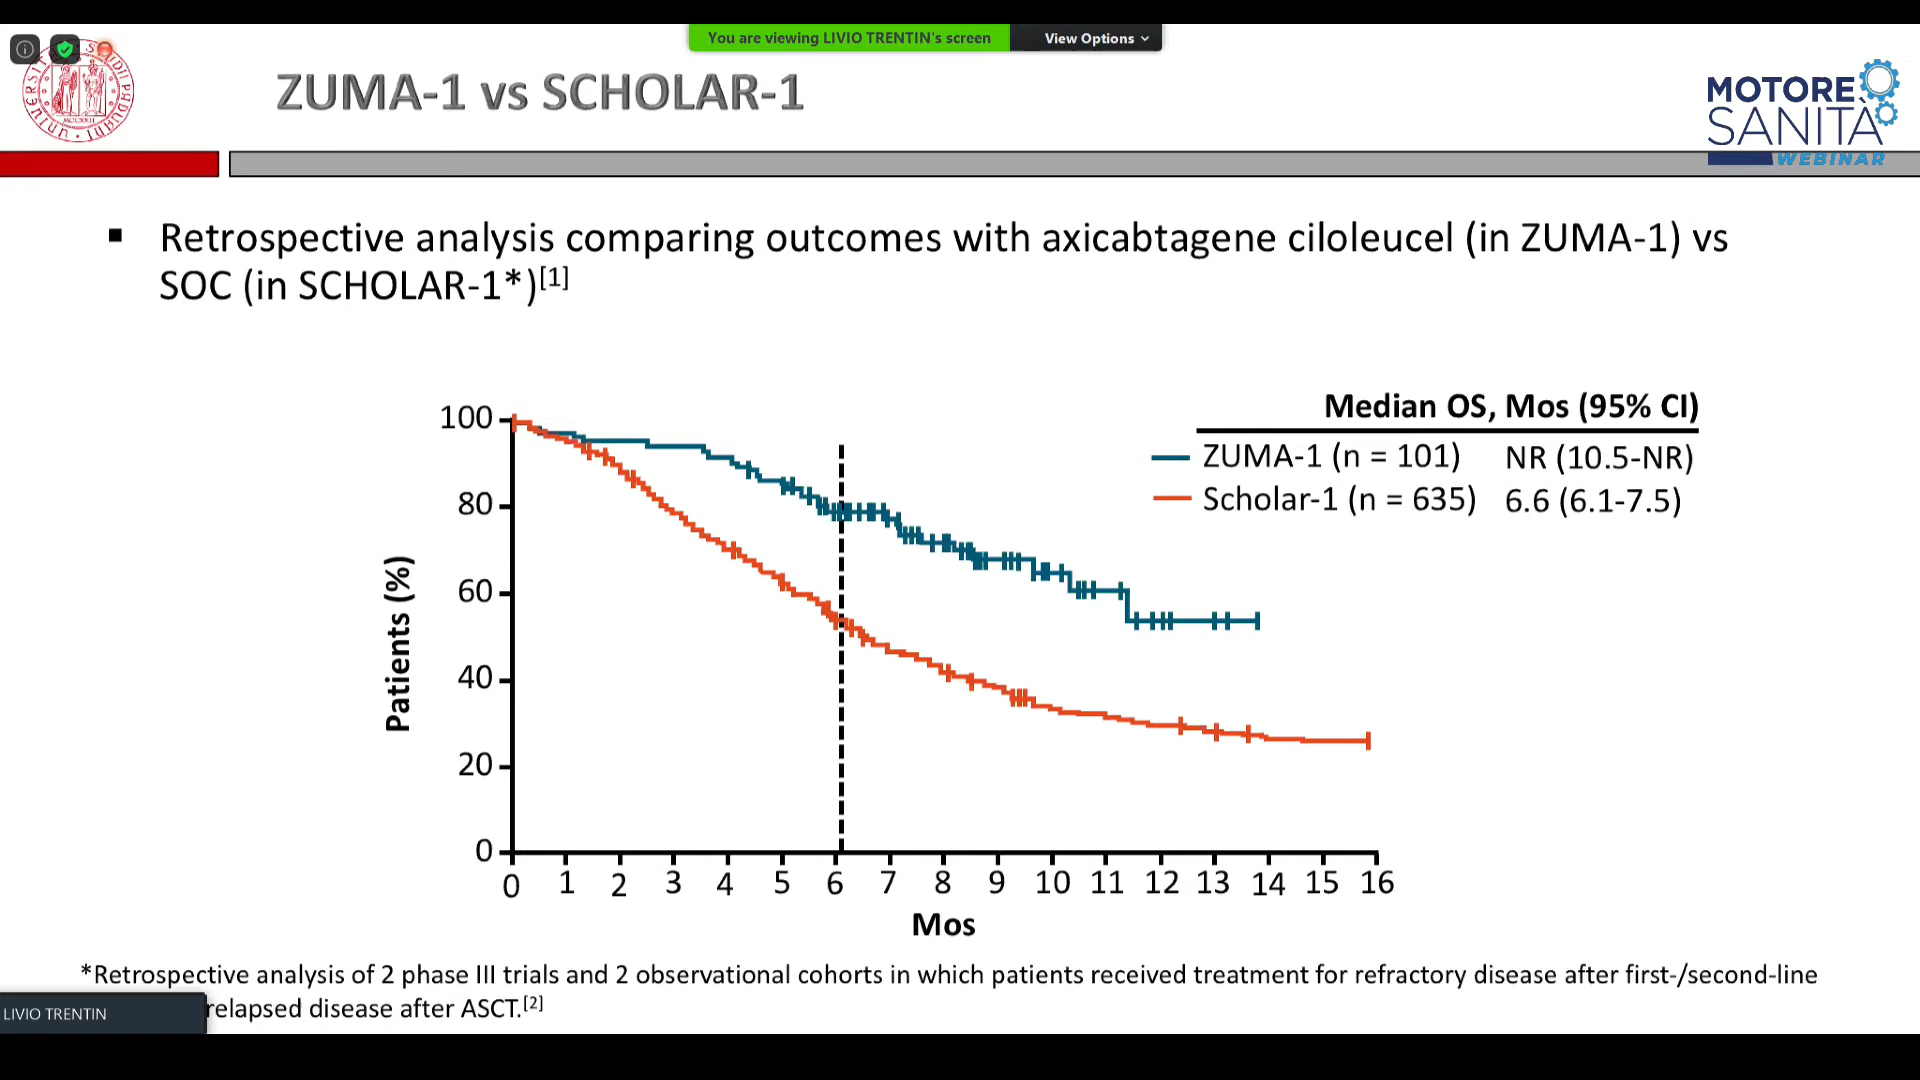 You are viewing LIVIO TRENTIN's screen
View Options
ZUMA-1 vs SCHOLAR-1
MOTORE
SANITÀ
WEBINAR
▪ Retrospective analysis comparing outcomes with axicabtagene ciloleucel (in ZUMA-1) vs
SOC (in SCHOLAR-1*)[1]
Median OS, Mos (95% CI)
ZUMA-1 (n = 101) NR (10.5-NR)
Scholar-1 (n = 635) 6.6 (6.1-7.5)
Patients (%)
100
80
60
40
20
0
0 1 2 3 4 5 6 7 8 9 10 11 12 13 14 15 16
Mos
*Retrospective analysis of 2 phase III trials and 2 observational cohorts in which patients received treatment for refractory disease after first-/second-line
relapsed disease after ASCT.[2]
LIVIO TRENTIN